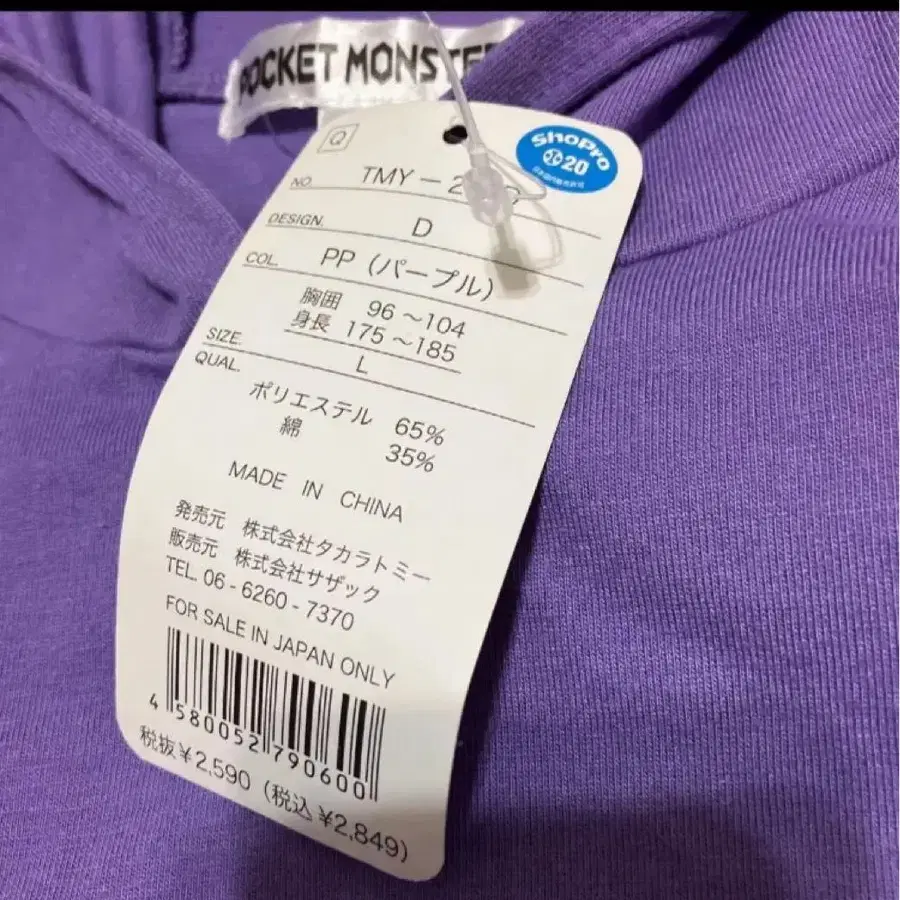 POCKET MONSTE
Q
ShoPro
20
NO. TMY－2
DESIGN. D
COL. PP（パープル）
胸囲 96～104
身長 175～185
SIZE. L
QUAL.
ポリエステル 65%
綿 35%
MADE IN CHINA
発売元 株式会社タカラトミー
販売元 株式会社サザック
TEL. 06-6260-7370
FOR SALE IN JAPAN ONLY
4 580052 790600
税抜¥2,590（税込¥2,849）